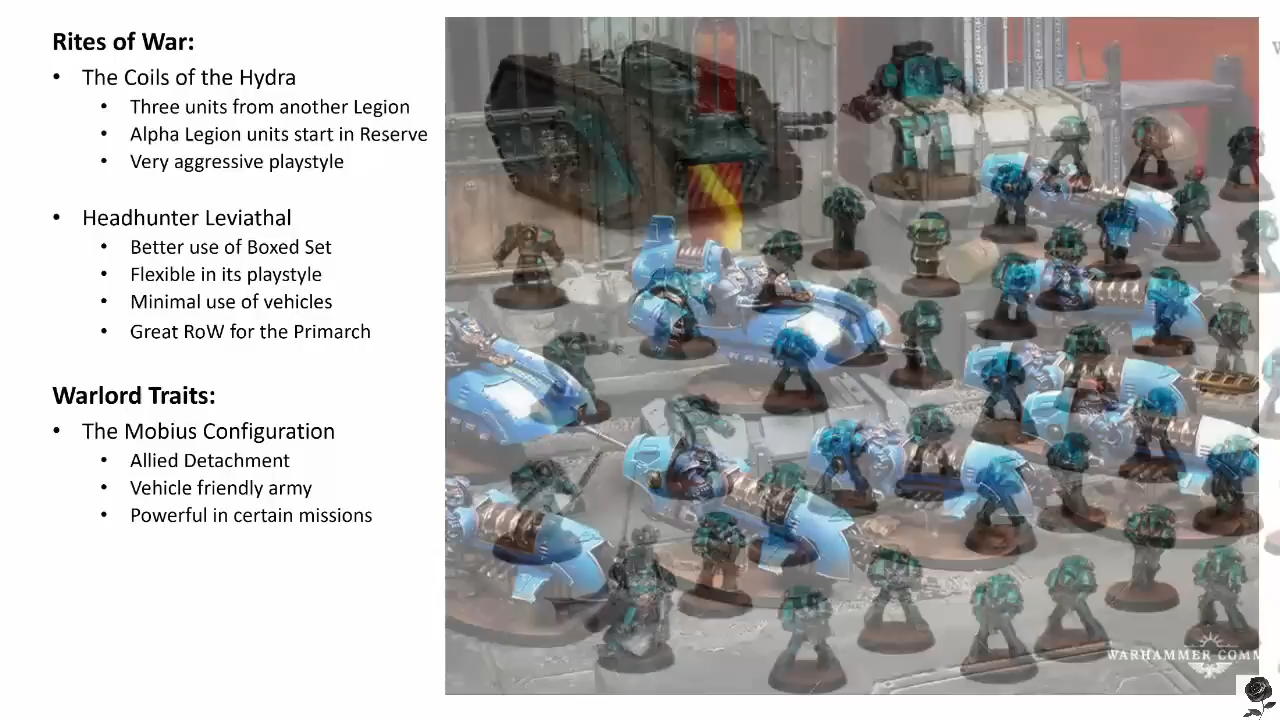 Rites of War:
• The Coils of the Hydra
• Three units from another Legion
• Alpha Legion units start in Reserve
• Very aggressive playstyle
• Headhunter Leviathal
• Better use of Boxed Set
• Flexible in its playstyle
• Minimal use of vehicles
• Great RoW for the Primarch
Warlord Traits:
• The Mobius Configuration
• Allied Detachment
• Vehicle friendly army
• Powerful in certain missions
WARHAMMER COMM